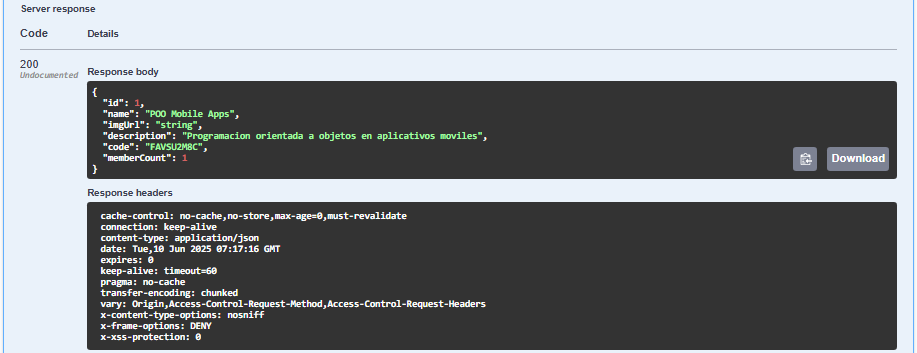 Server response
Code Details
200
Undocumented
Response body
{
  "id": 1,
  "name": "POO Mobile Apps",
  "imgUrl": "string",
  "description": "Programacion orientada a objetos en aplicativos moviles",
  "code": "FAVSU2M8C",
  "memberCount": 1
}
Download
Response headers
cache-control: no-cache,no-store,max-age=0,must-revalidate
connection: keep-alive
content-type: application/json
date: Tue,10 Jun 2025 07:17:16 GMT
expires: 0
keep-alive: timeout=60
pragma: no-cache
transfer-encoding: chunked
vary: Origin,Access-Control-Request-Method,Access-Control-Request-Headers
x-content-type-options: nosniff
x-frame-options: DENY
x-xss-protection: 0